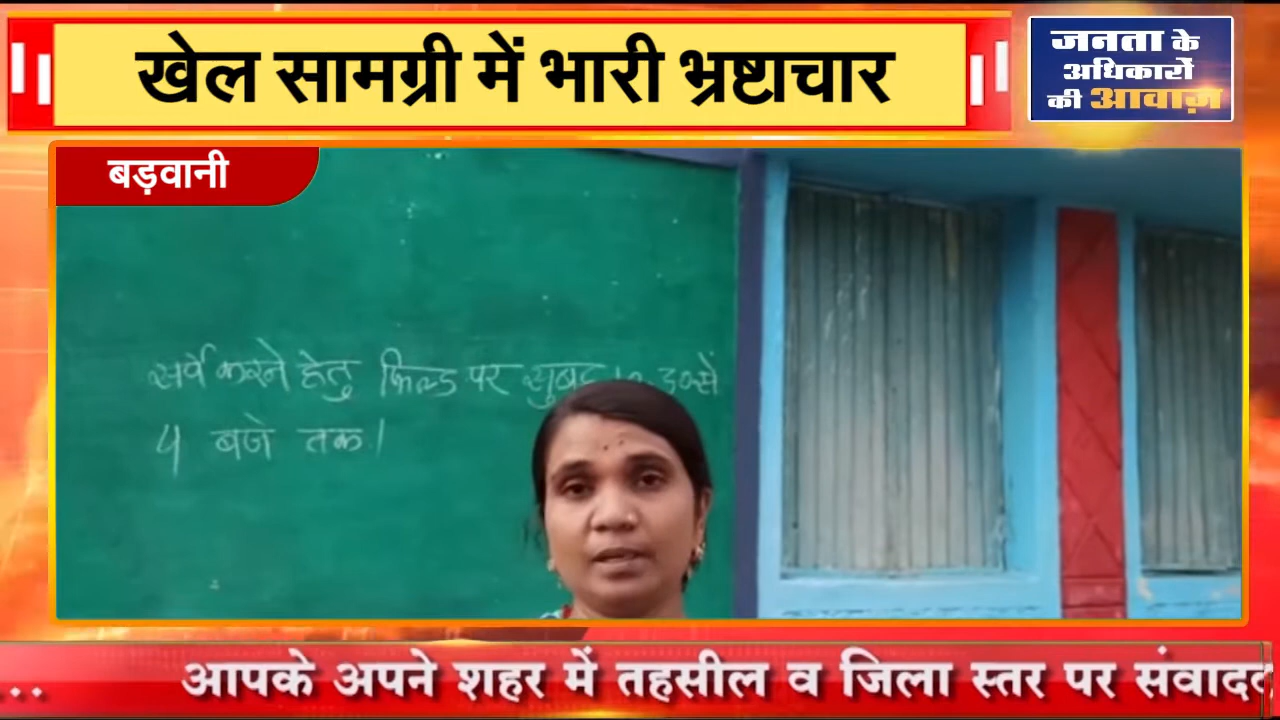 खेल सामग्री में भारी भ्रष्टाचार
जनता के
अधिकारों
की आवाज़
बड़वानी
सर्वे करने हेतु फिल्ड पर सुबह
4 बजे तक।
आपके अपने शहर में तहसील व जिला स्तर पर